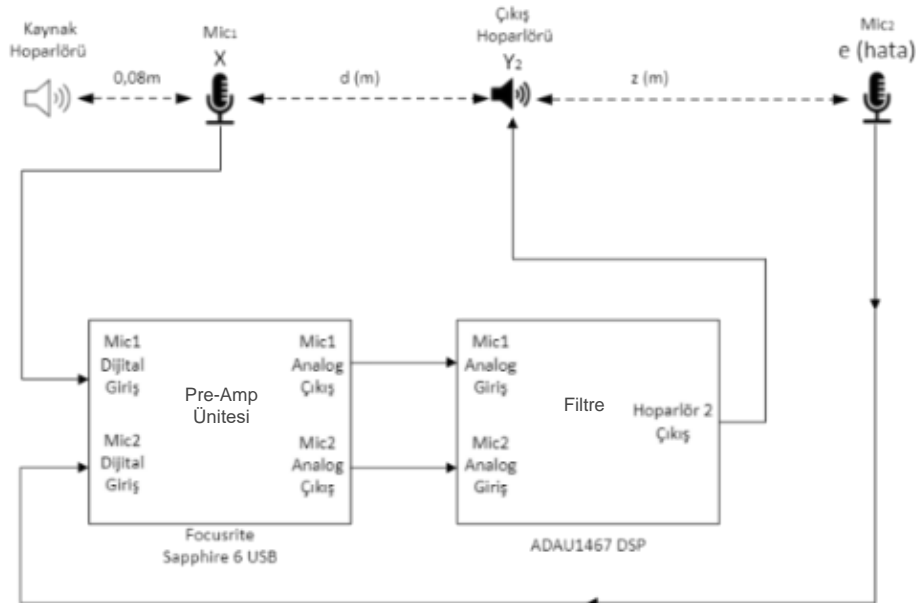 Kaynak
Hoparlörü
Mic₁
X
Çıkış
Hoparlörü
Y₂
Mic₂
e (hata)
0,08m
d (m)
z (m)
Mic1
Dijital
Giriş
Mic2
Dijital
Giriş
Pre-Amp
Ünitesi
Mic1
Analog
Çıkış
Mic2
Analog
Çıkış
Focusrite
Sapphire 6 USB
Mic1
Analog
Giriş
Mic2
Analog
Giriş
Filtre
Hoparlör 2
Çıkış
ADAU1467 DSP